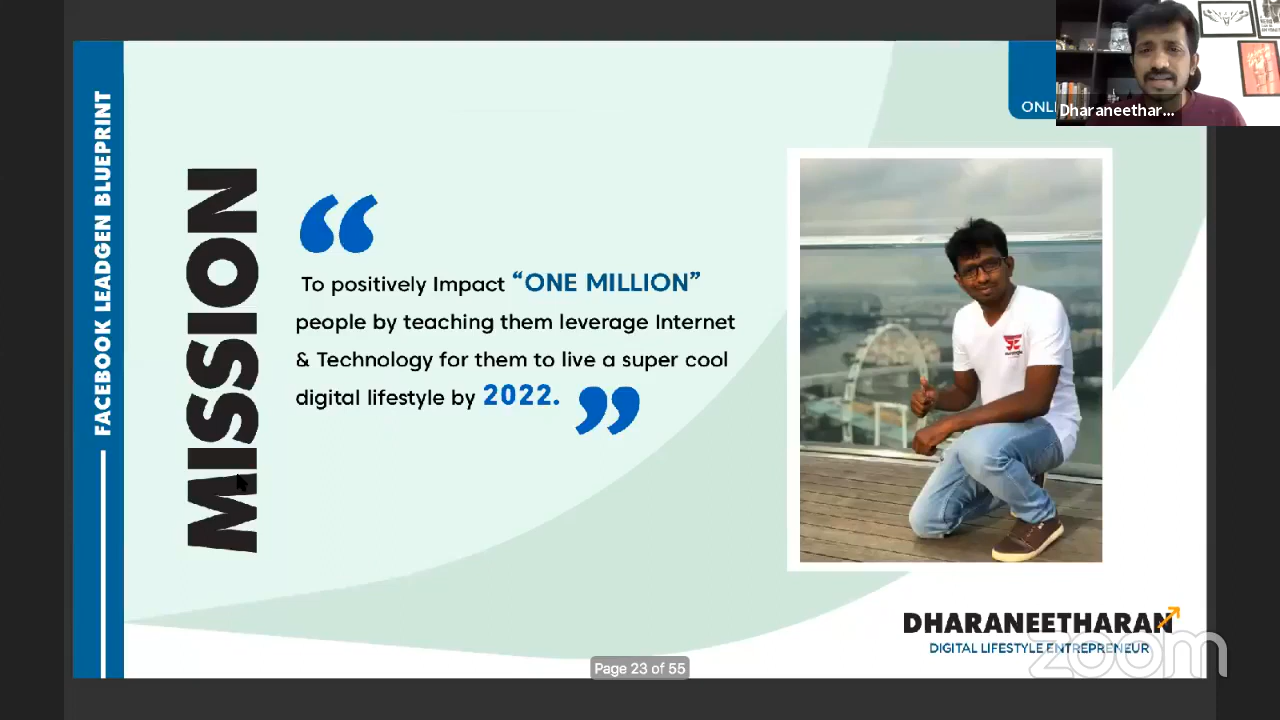 FACEBOOK LEADGEN BLUEPRINT
MISSION
“
To positively Impact “ONE MILLION”
people by teaching them leverage Internet
& Technology for them to live a super cool
digital lifestyle by 2022.
”
ONLI
Dharaneethar...
DHARANEETHARAN
DIGITAL LIFESTYLE ENTREPRENEUR
zoom
Page 23 of 55